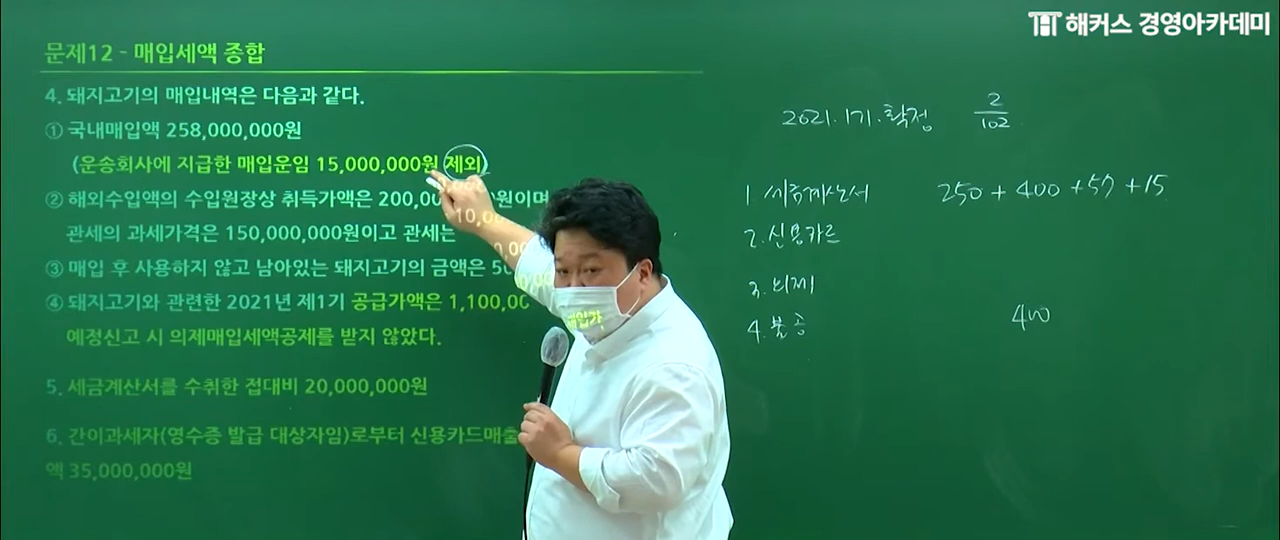 해커스 경영아카데미
문제12 - 매입세액 종합
4. 돼지고기의 매입내역은 다음과 같다.
① 국내매입액 258,000,000원
(운송회사에 지급한 매입운임 15,000,000원 제외)
② 해외수입액의 수입원장상 취득가액은 200,00 원이며
관세의 과세가격은 150,000,000원이고 관세는
③ 매입 후 사용하지 않고 남아있는 돼지고기의 금액은 50
④ 돼지고기와 관련한 2021년 제1기 공급가액은 1,100,00
예정신고 시 의제매입세액공제를 받지 않았다.
5. 세금계산서를 수취한 접대비 20,000,000원
6. 간이과세자(영수증 발급 대상자임)로부터 신용카드매출
액 35,000,000원
2021. 1기. 확정 2/102
1 세금계산서 250 + 400 + 57 + 15
2. 신용카드
3. 의제
4. 불공 400